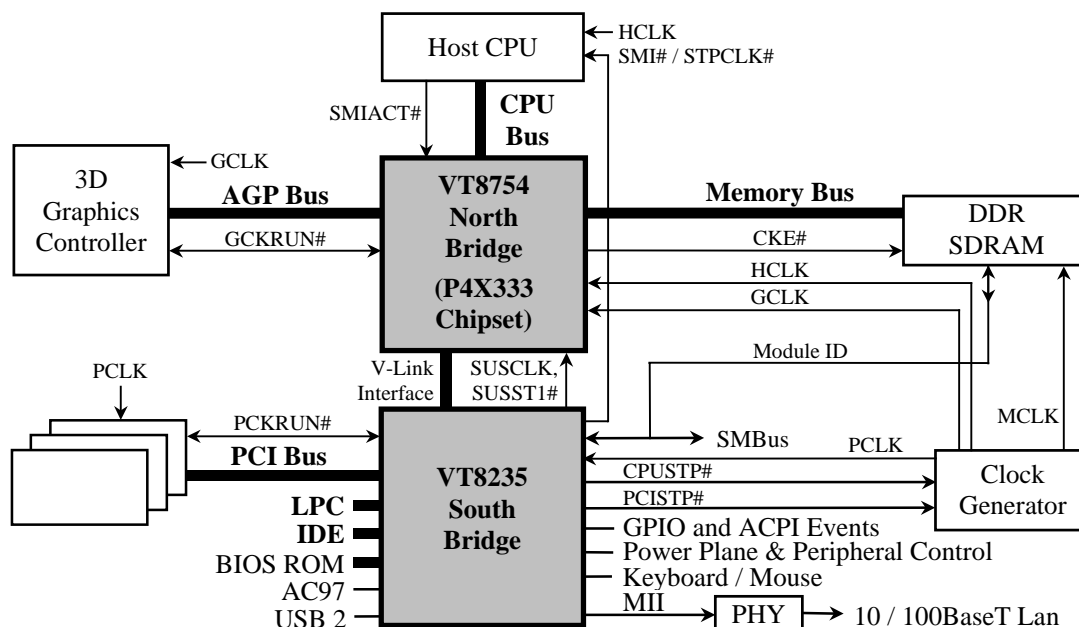 Host CPU
HCLK
SMI# / STPCLK#
SMIACT#
CPU
Bus
3D
Graphics
Controller
GCLK
AGP Bus
GCKRUN#
VT8754
North
Bridge
(P4X333
Chipset)
Memory Bus
CKE#
HCLK
GCLK
DDR
SDRAM
V-Link
Interface
SUSCLK,
SUSST1#
Module ID
MCLK
PCLK
PCKRUN#
PCI Bus
LPC
IDE
BIOS ROM
AC97
USB 2
VT8235
South
Bridge
SMBus
PCLK
CPUSTP#
PCISTP#
Clock
Generator
GPIO and ACPI Events
Power Plane & Peripheral Control
Keyboard / Mouse
MII
PHY
10 / 100BaseT Lan